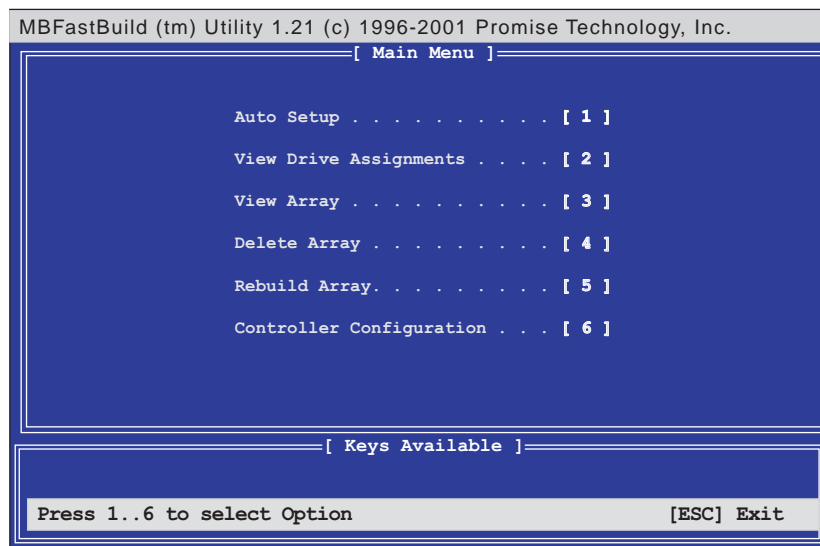 MBFastBuild (tm) Utility 1.21 (c) 1996-2001 Promise Technology, Inc.
[ Main Menu ]
Auto Setup . . . . . . . . . . [ 1 ]
View Drive Assignments . . . . [ 2 ]
View Array . . . . . . . . . . [ 3 ]
Delete Array . . . . . . . . . [ 4 ]
Rebuild Array. . . . . . . . . [ 5 ]
Controller Configuration . . . [ 6 ]
[ Keys Available ]
Press 1..6 to select Option [ESC] Exit